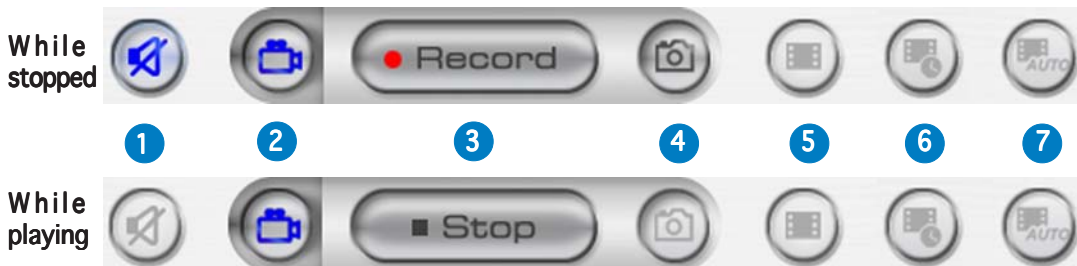 While
stopped
Record
AUTO
1 2 3 4 5 6 7
While
playing
Stop
AUTO